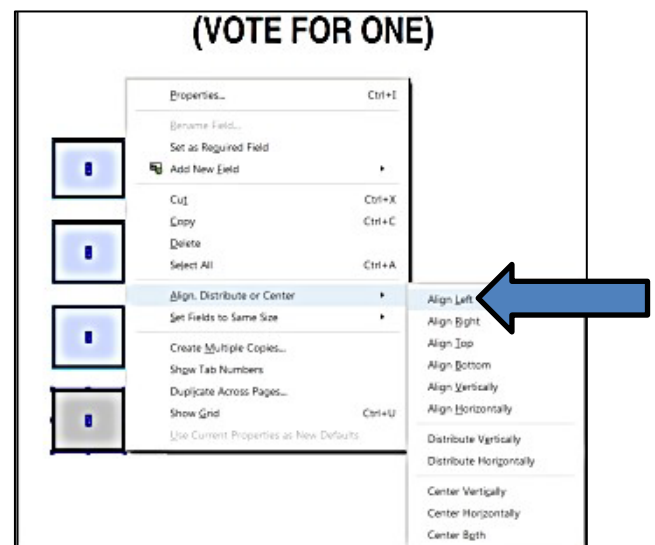 (VOTE FOR ONE)
Properties... Ctrl+I
Rename Field...
Set as Required Field
Add New Field
Cut Ctrl+X
Copy Ctrl+C
Delete
Select All Ctrl+A
Align, Distribute or Center
Set Fields to Same Size
Create Multiple Copies...
Show Tab Numbers
Duplicate Across Pages...
Show Grid Ctrl+U
Use Current Properties as New Defaults
Align Left
Align Right
Align Top
Align Bottom
Align Vertically
Align Horizontally
Distribute Vertically
Distribute Horizontally
Center Vertically
Center Horizontally
Center Both